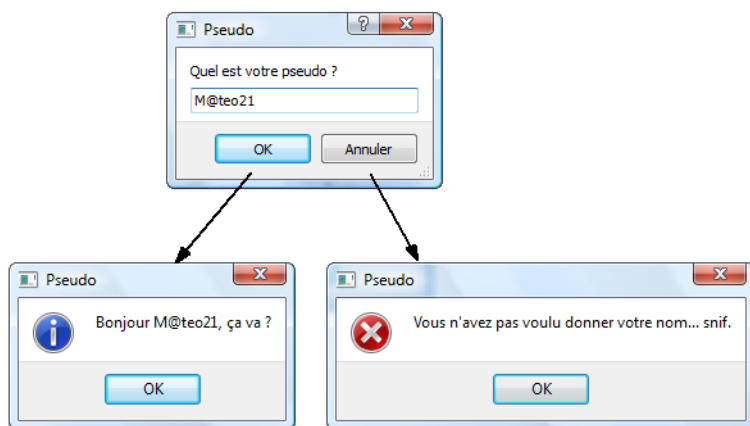 Pseudo
Quel est votre pseudo ?
M@teo21
OK
Annuler
Pseudo
Bonjour M@teo21, ça va ?
OK
Pseudo
Vous n'avez pas voulu donner votre nom... snif.
OK